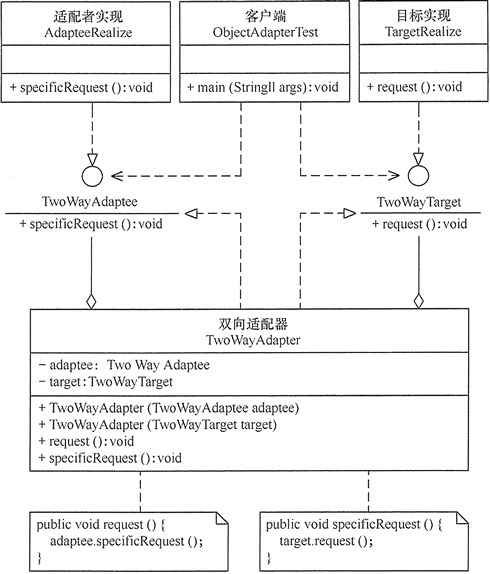 适配者实现
AdapteeRealize
+ specificRequest():void
客户端
ObjectAdapterTest
+ main (StringII args):void
目标实现
TargetRealize
+ request():void
TwoWayAdaptee
+ specificRequest():void
TwoWayTarget
+ request():void
双向适配器
TwoWayAdapter
- adaptee: Two Way Adaptee
- target:TwoWayTarget
+ TwoWayAdapter (TwoWayAdaptee adaptee)
+ TwoWayAdapter (TwoWayTarget target)
+ request():void
+ specificRequest():void
public void request () {
adaptee.specificRequest ();
}
public void specificRequest () {
target.request ();
}